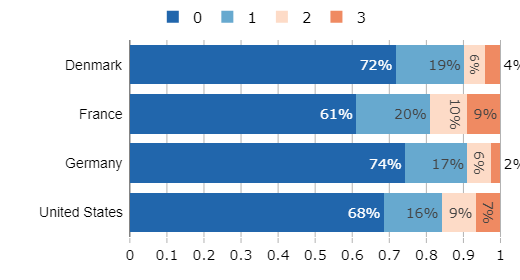 0 1 2 3
Denmark 72% 19% 6% 4%
France 61% 20% 10% 9%
Germany 74% 17% 6% 2%
United States 68% 16% 9% 7%
0 0.1 0.2 0.3 0.4 0.5 0.6 0.7 0.8 0.9 1